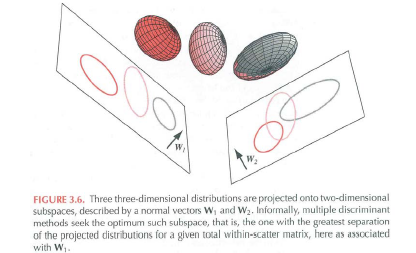 W1
W2
FIGURE 3.6. Three three-dimensional distributions are projected onto two-dimensional
subspaces, described by a normal vectors W1 and W2. Informally, multiple discriminant
methods seek the optimum such subspace, that is, the one with the greatest separation
of the projected distributions for a given total within-scatter matrix, here as associated
with W1.